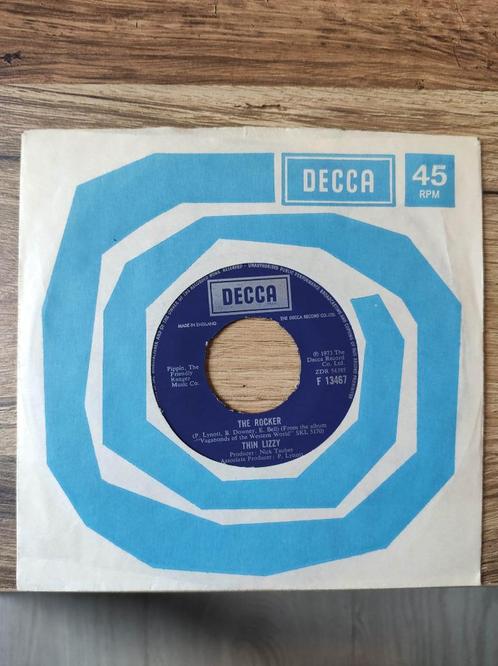 DECCA
45
RPM
DECCA
MADE IN ENGLAND
THE DECCA RECORD CO. LTD.
Pippin, The
Friendly
Ranger
Music Co.
℗ 1973 The
Decca Record
Co. Ltd.
F 13467
THE ROCKER
(P. Lynott, B. Downey, E. Bell) (From the album
"Vagabonds of the Western World" SKL 5170)
THIN LIZZY
Producer: Nick Tauber
Associate Producer: P. Lynott